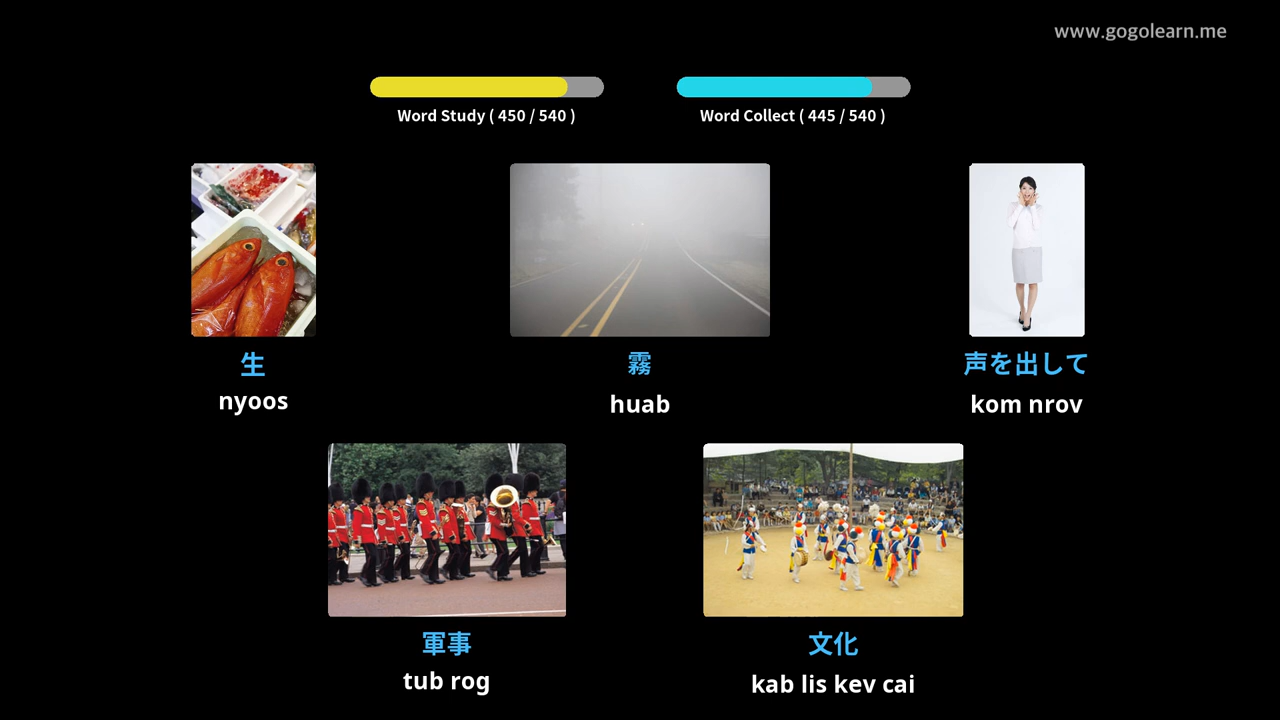 www.gogolearn.me
Word Study ( 450 / 540 )
Word Collect ( 445 / 540 )
生
nyoos
霧
huab
声を出して
kom nrov
軍事
tub rog
文化
kab lis kev cai